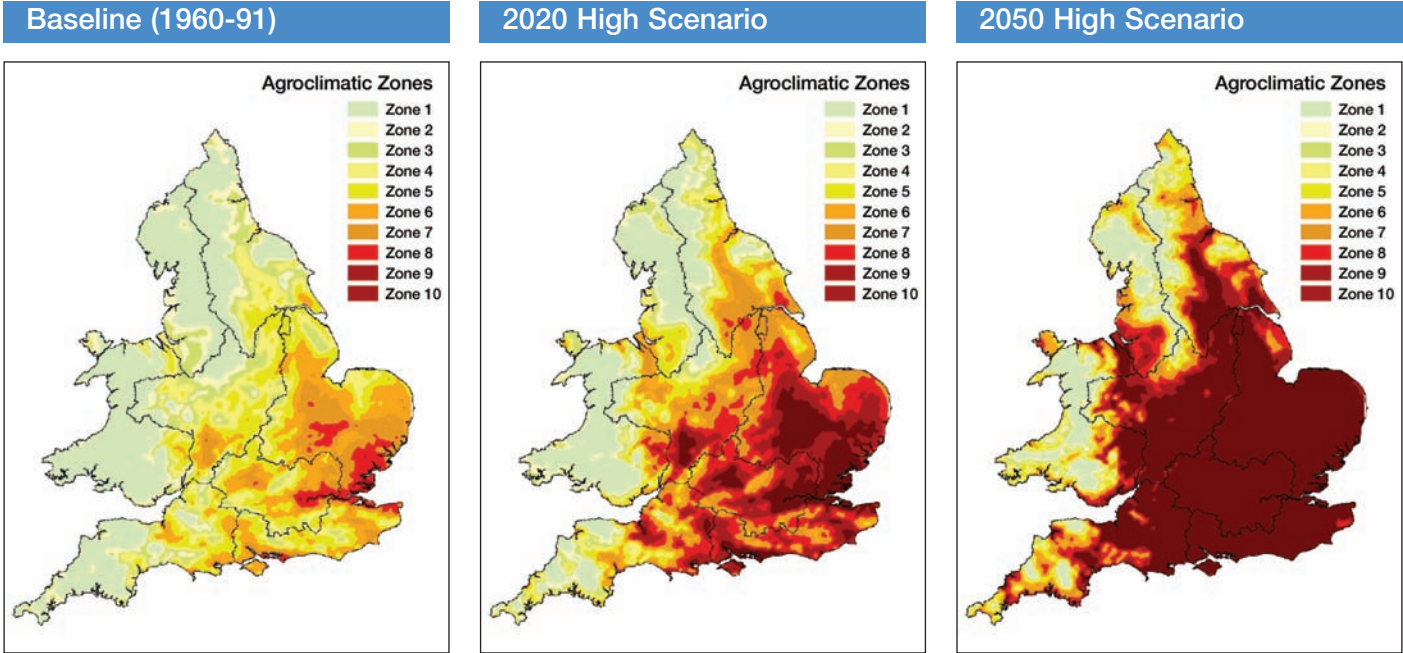 Baseline (1960-91)
Agroclimatic Zones
Zone 1
Zone 2
Zone 3
Zone 4
Zone 5
Zone 6
Zone 7
Zone 8
Zone 9
Zone 10
2020 High Scenario
Agroclimatic Zones
Zone 1
Zone 2
Zone 3
Zone 4
Zone 5
Zone 6
Zone 7
Zone 8
Zone 9
Zone 10
2050 High Scenario
Agroclimatic Zones
Zone 1
Zone 2
Zone 3
Zone 4
Zone 5
Zone 6
Zone 7
Zone 8
Zone 9
Zone 10